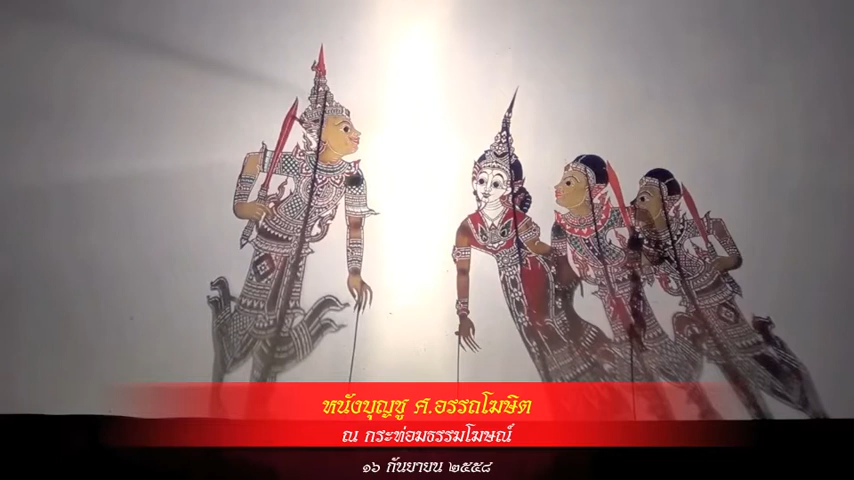 หนังบุญชู ศ.อรรถโฆษิต
ณ กระท่อมธรรมโฆษณ์
๑๖ กันยายน ๒๕๕๘